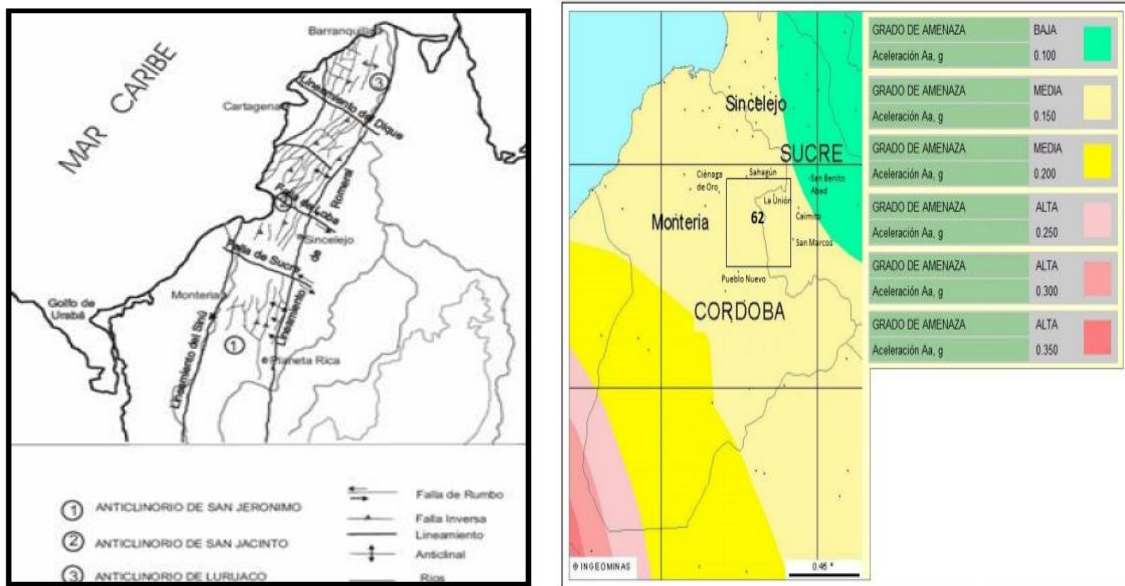 MAR CARIBE
Barranquilla
3
Lineamiento del Dique
Cartagena
Romeral
Falla de Loba
2
Sincelejo
de
Falla de Sucre
Golfo de
Urabá
Montería
Lineamiento
Lineamiento del Sinú
1
Planeta Rica
1 ANTICLINORIO DE SAN JERONIMO
2 ANTICLINORIO DE SAN JACINTO
3 ANTICLINORIO DE LURUACO
Falla de Rumbo
Falla Inversa
Lineamiento
Anticlinal
Rios
Sincelejo
SUCRE
Ciénaga
de Oro
Sahagún
San Benito
Abad
La Unión
Caimito
Montería
62
San Marcos
Pueblo Nuevo
CORDOBA
© INGEOMINAS
0.46 °
GRADO DE AMENAZA BAJA
Aceleración Aa, g 0.100
GRADO DE AMENAZA MEDIA
Aceleración Aa, g 0.150
GRADO DE AMENAZA MEDIA
Aceleración Aa, g 0.200
GRADO DE AMENAZA ALTA
Aceleración Aa, g 0.250
GRADO DE AMENAZA ALTA
Aceleración Aa, g 0.300
GRADO DE AMENAZA ALTA
Aceleración Aa, g 0.350